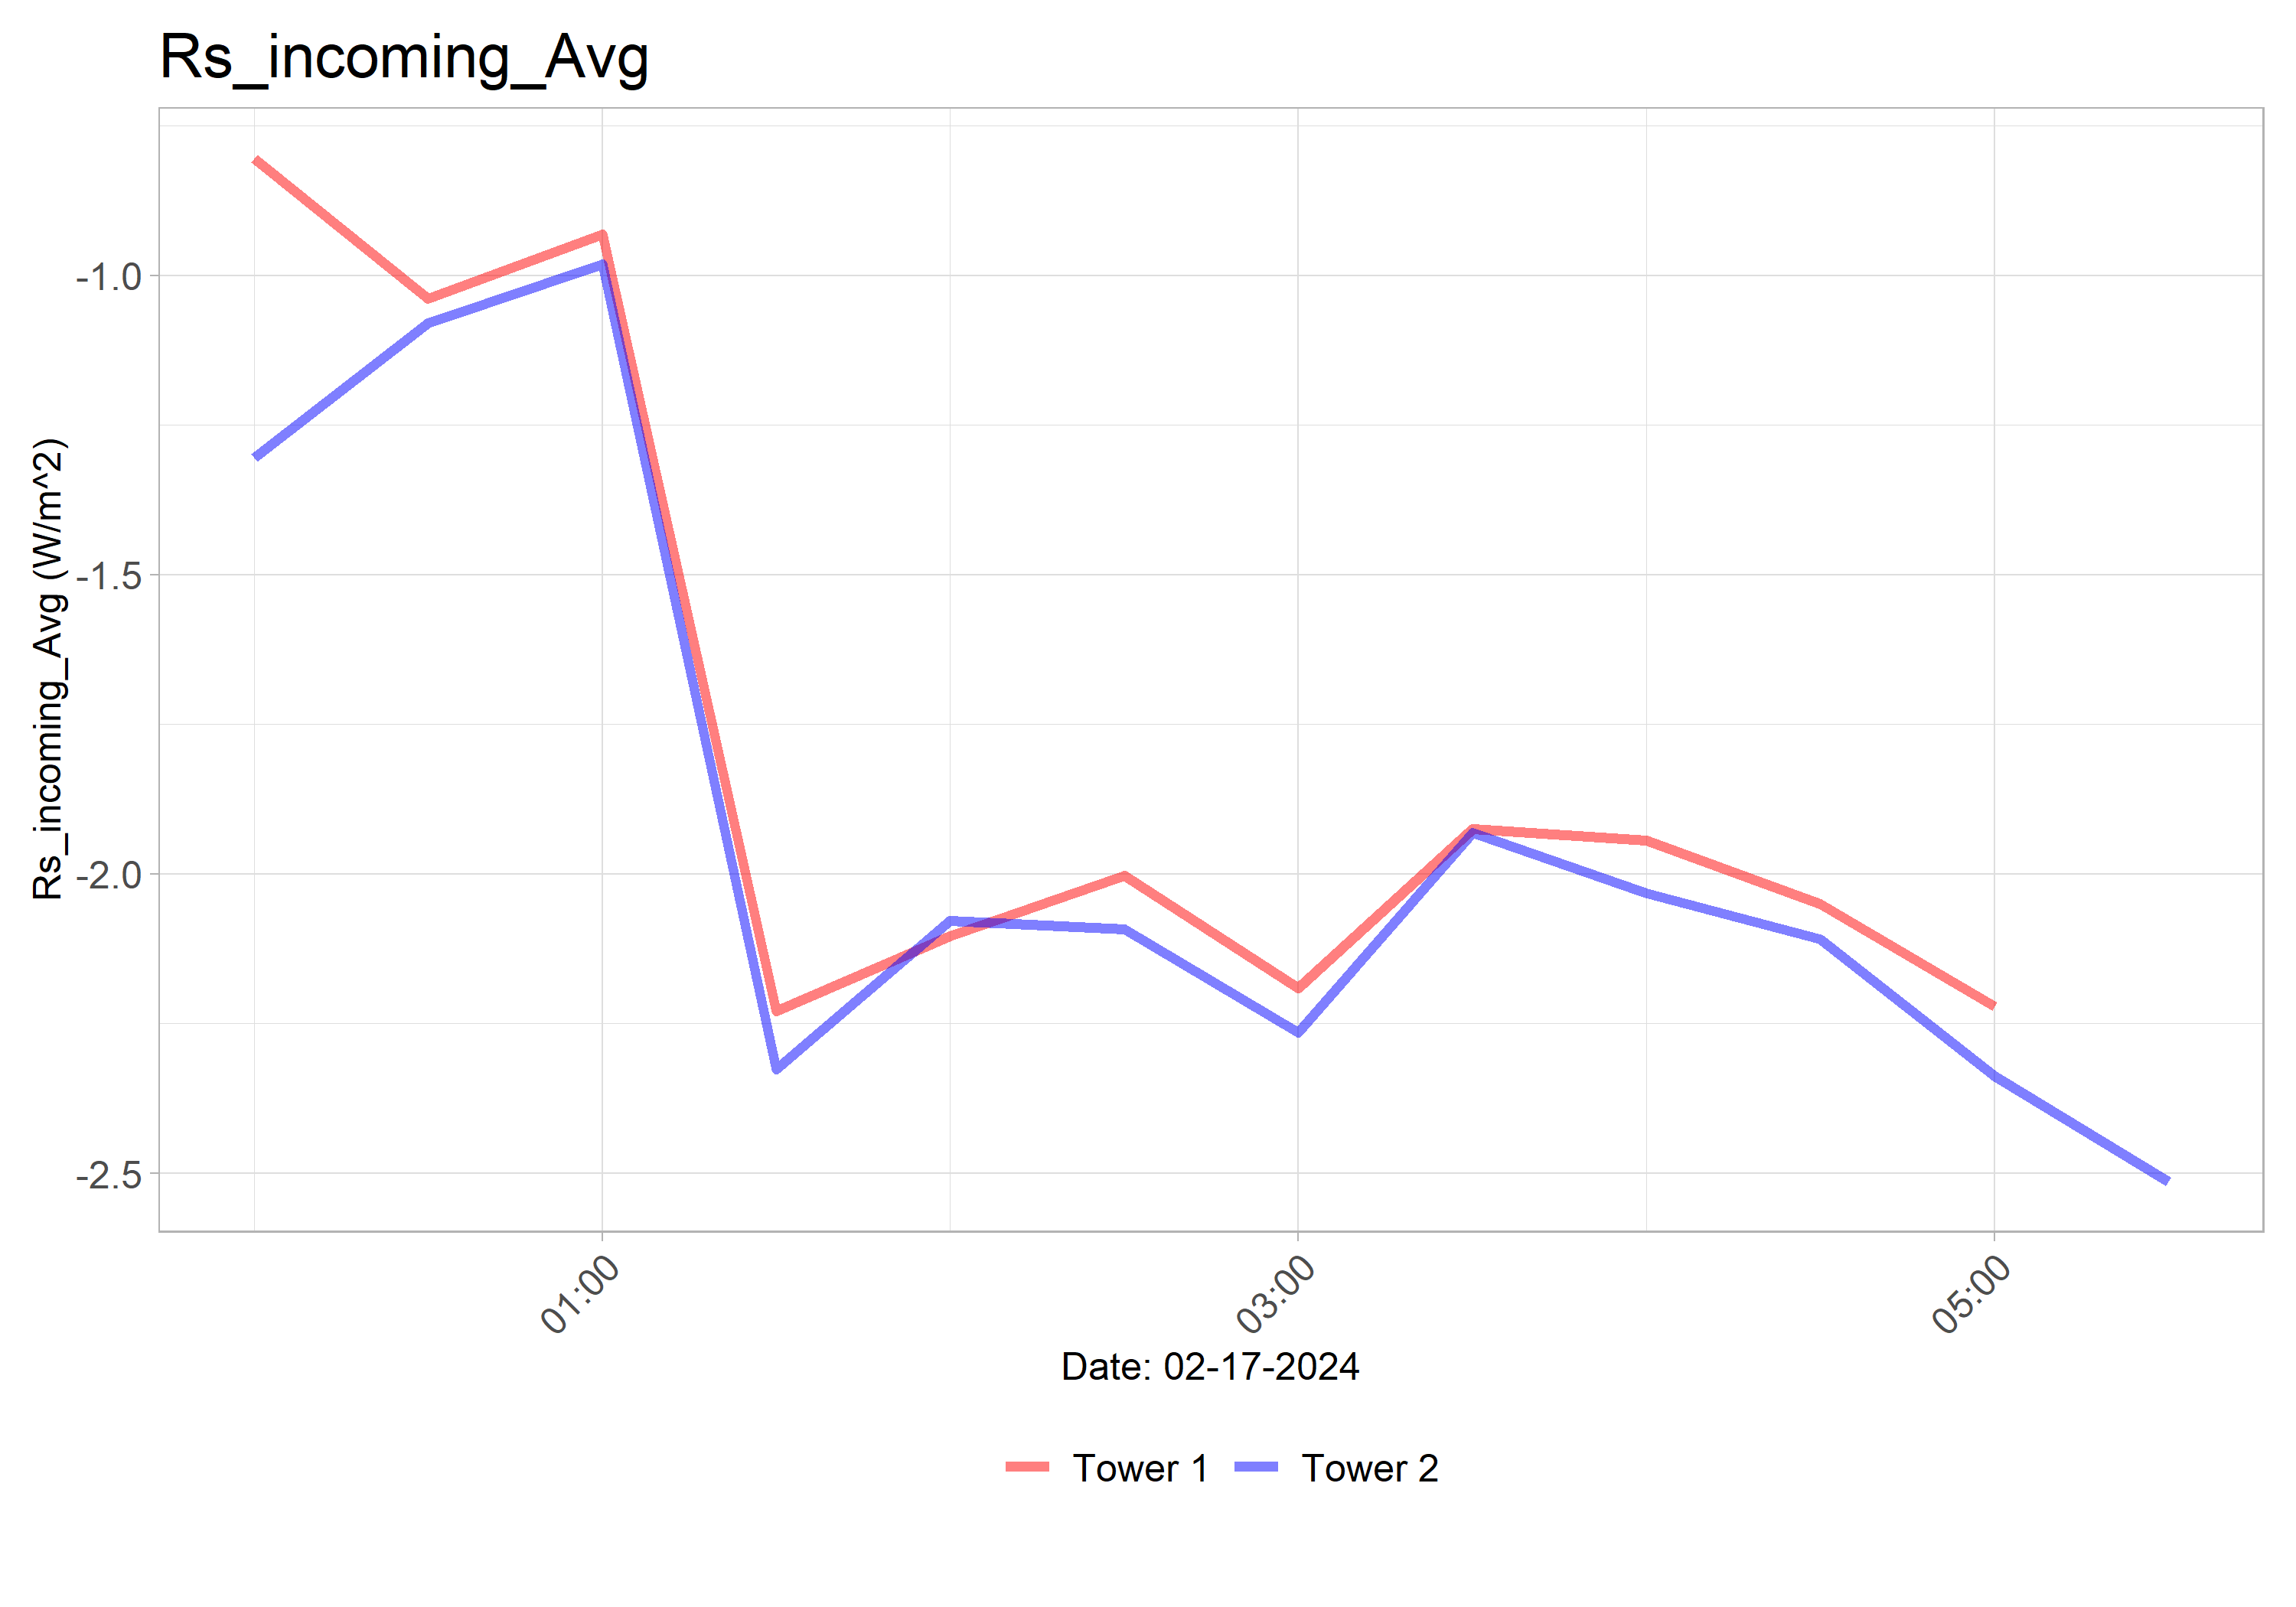 Rs_incoming_Avg
Rs_incoming_Avg (W/m^2)
-1.0
-1.5
-2.0
-2.5
01:00
03:00
05:00
Date: 02-17-2024
Tower 1
Tower 2